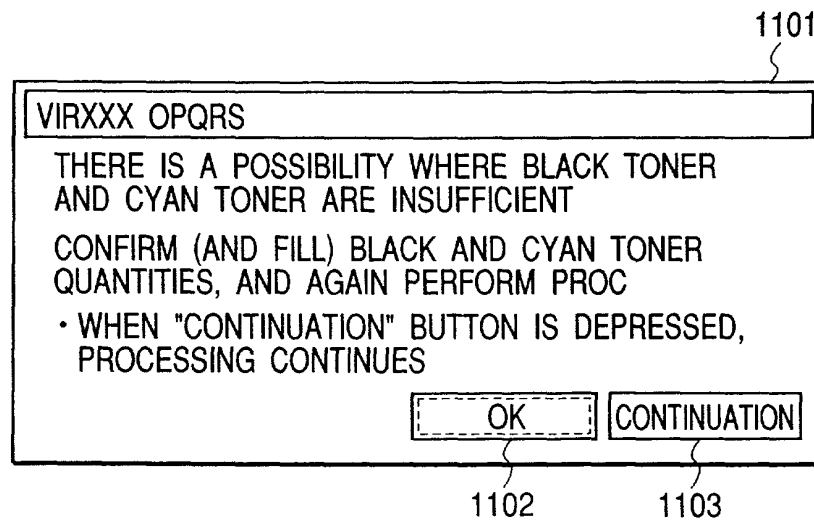 1101
VIRXXX OPQRS
THERE IS A POSSIBILITY WHERE BLACK TONER
AND CYAN TONER ARE INSUFFICIENT
CONFIRM (AND FILL) BLACK AND CYAN TONER
QUANTITIES, AND AGAIN PERFORM PROC
· WHEN "CONTINUATION" BUTTON IS DEPRESSED,
PROCESSING CONTINUES
OK CONTINUATION
1102 1103